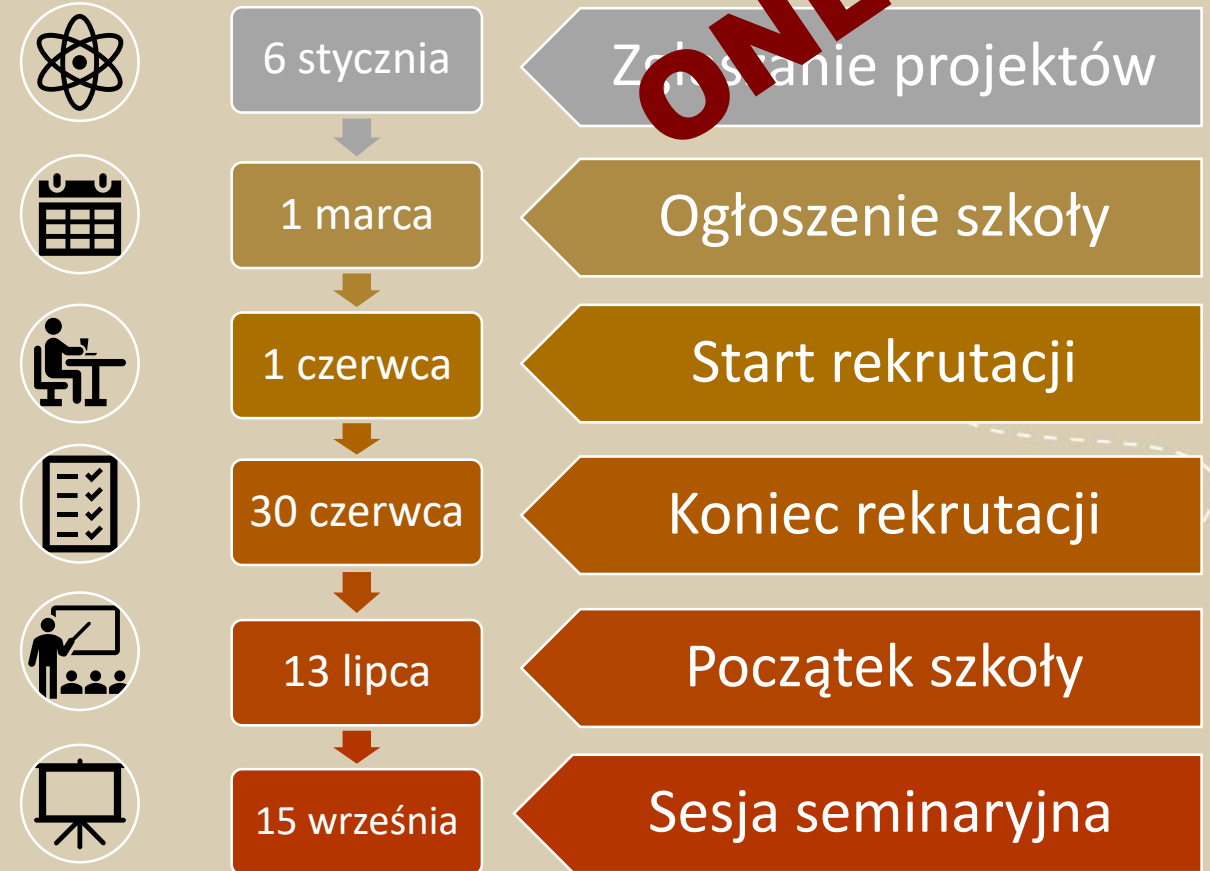 6 stycznia
projektów
ONE
1 marca
Ogłoszenie szkoły
1 czerwca
Start rekrutacji
30 czerwca
Koniec rekrutacji
13 lipca
Początek szkoły
15 września
Sesja seminaryjna